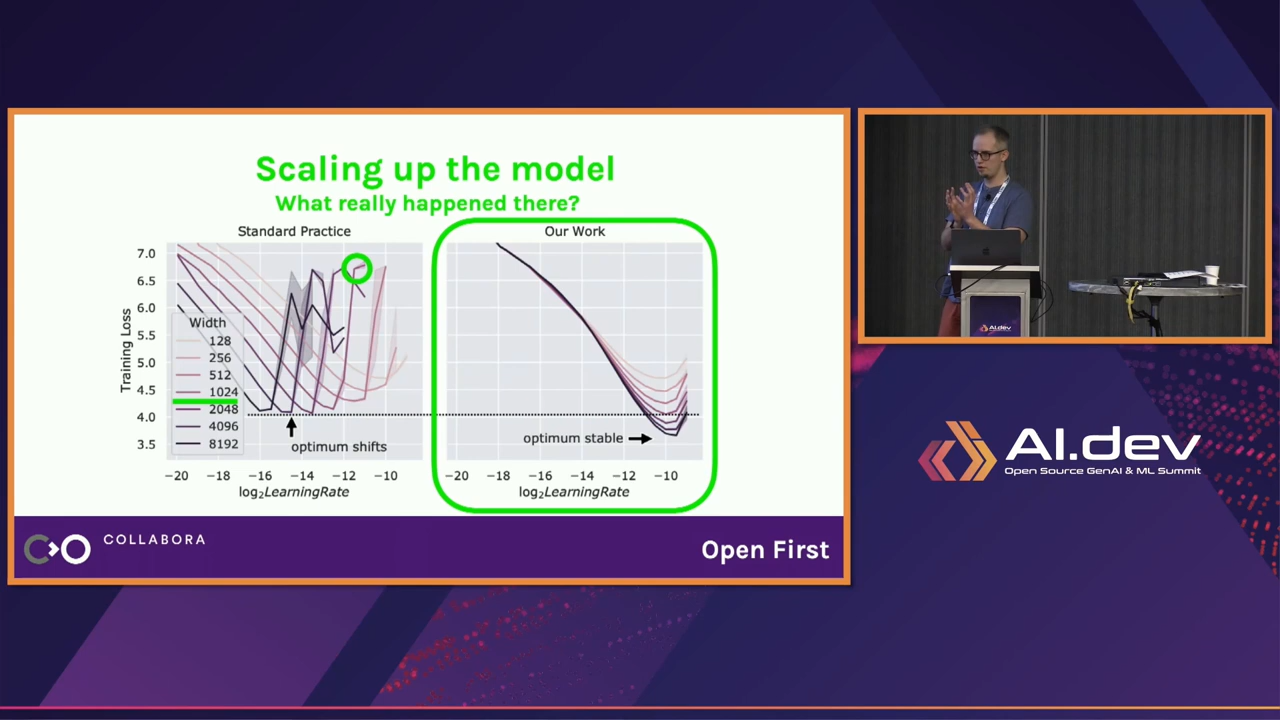 Scaling up the model
What really happened there?
Standard Practice
7.0
6.5
6.0
5.5
5.0
4.5
4.0
3.5
Training Loss
Width
128
256
512
1024
2048
4096
8192
optimum shifts
−20 −18 −16 −14 −12 −10
log₂LearningRate
Our Work
optimum stable
−20 −18 −16 −14 −12 −10
log₂LearningRate
COLLABORA
Open First
AI.dev
AI.dev
Open Source GenAI & ML Summit